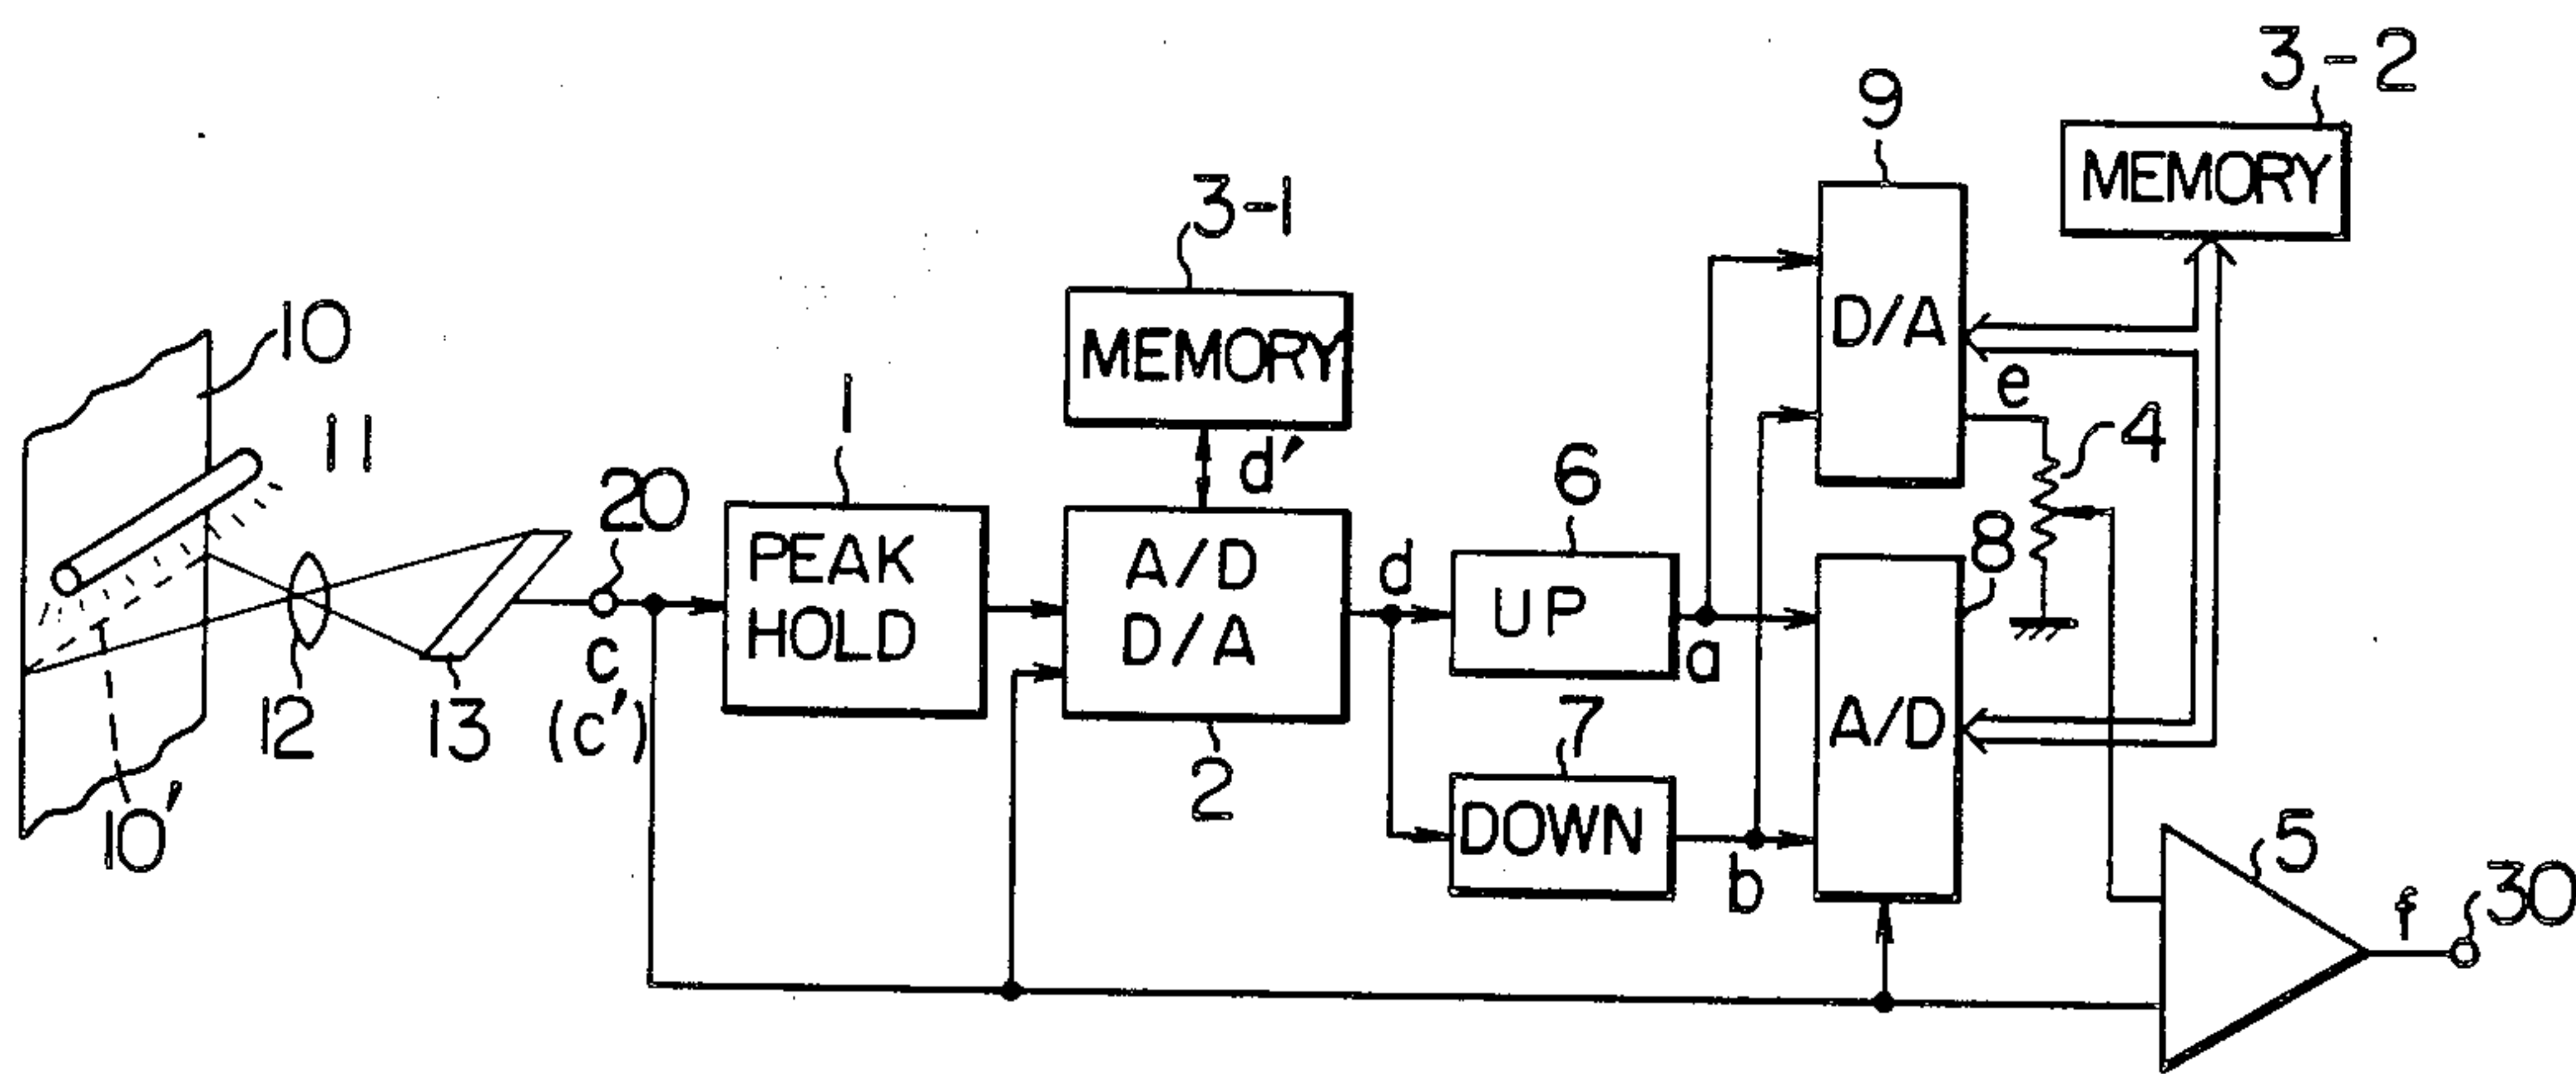 3-2
MEMORY
9
D/A
e
4
3-1
MEMORY
d'
10
11
1
PEAK
HOLD
20
c
(c')
A/D
D/A
2
d
6
UP
a
7
DOWN
b
8
A/D
12
13
10'
5
f
30